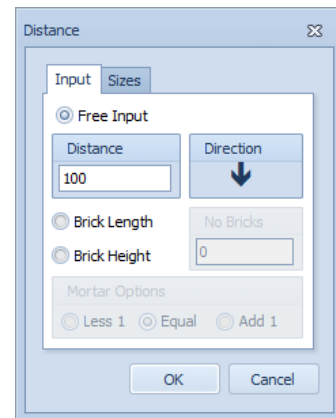 Distance
Input Sizes
Free Input
Distance Direction
100
Brick Length No Bricks
Brick Height 0
Mortar Options
Less 1 Equal Add 1
OK Cancel